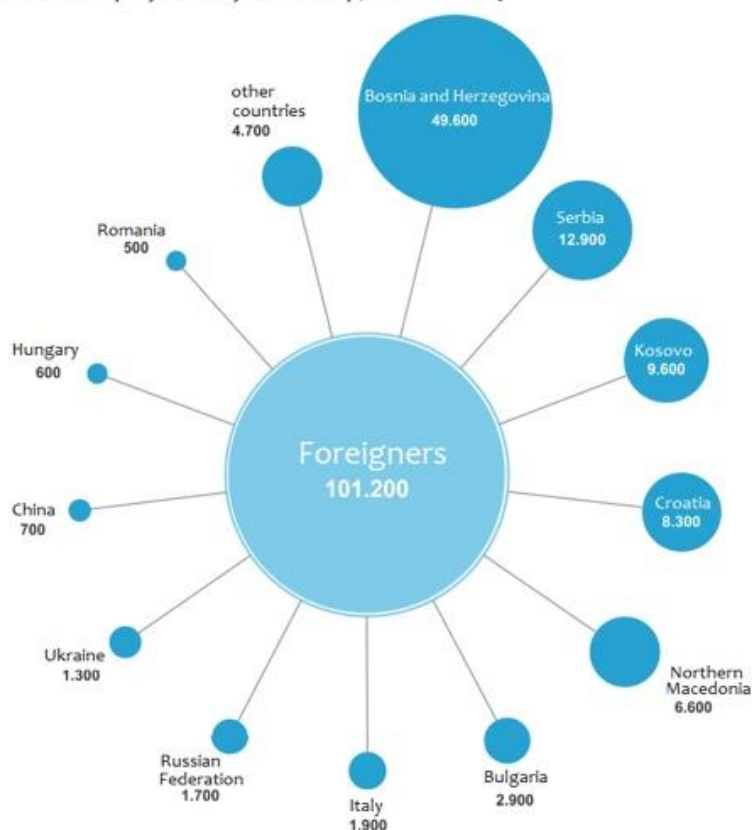 other
countries
4.700
Bosnia and Herzegovina
49.600
Serbia
12.900
Kosovo
9.600
Croatia
8.300
Northern
Macedonia
6.600
Bulgaria
2.900
Italy
1.900
Russian
Federation
1.700
Ukraine
1.300
China
700
Hungary
600
Romania
500
Foreigners
101.200